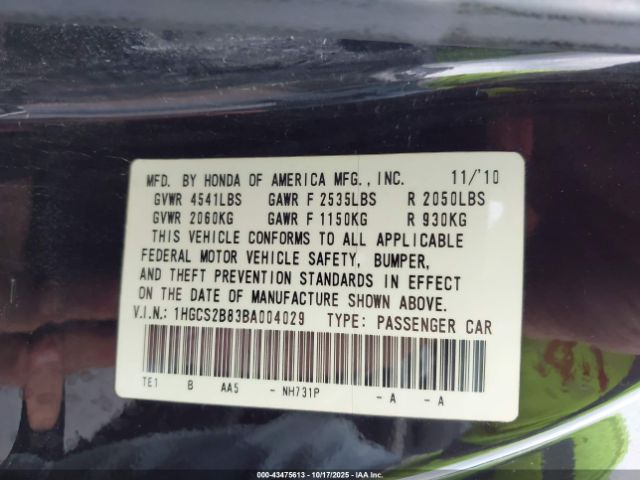 MFD. BY HONDA OF AMERICA MFG., INC. 11/'10
GVWR 4541LBS GAWR F 2535LBS R 2050LBS
GVWR 2060KG GAWR F 1150KG R 930KG
THIS VEHICLE CONFORMS TO ALL APPLICABLE
FEDERAL MOTOR VEHICLE SAFETY, BUMPER,
AND THEFT PREVENTION STANDARDS IN EFFECT
ON THE DATE OF MANUFACTURE SHOWN ABOVE.
V.I.N.: 1HGCS2B83BA004029 TYPE: PASSENGER CAR
TE1 B AA5 - NH731P - A - A
000-43475613 - 10/17/2025 - IAA Inc.